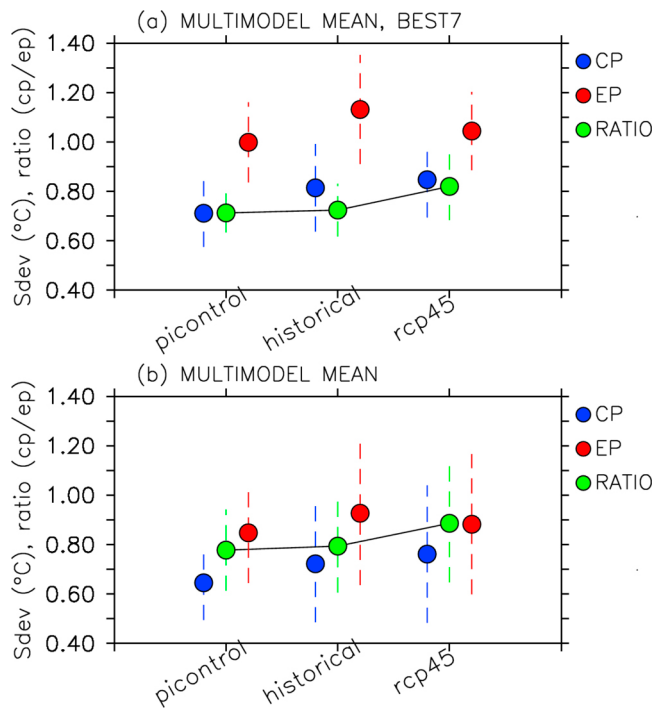 (a) MULTIMODEL MEAN, BEST7
Sdev (°C), ratio (cp/ep)
1.40
1.20
1.00
0.80
0.60
0.40
picontrol
historical
rcp45
CP
EP
RATIO
(b) MULTIMODEL MEAN
Sdev (°C), ratio (cp/ep)
1.40
1.20
1.00
0.80
0.60
0.40
picontrol
historical
rcp45
CP
EP
RATIO